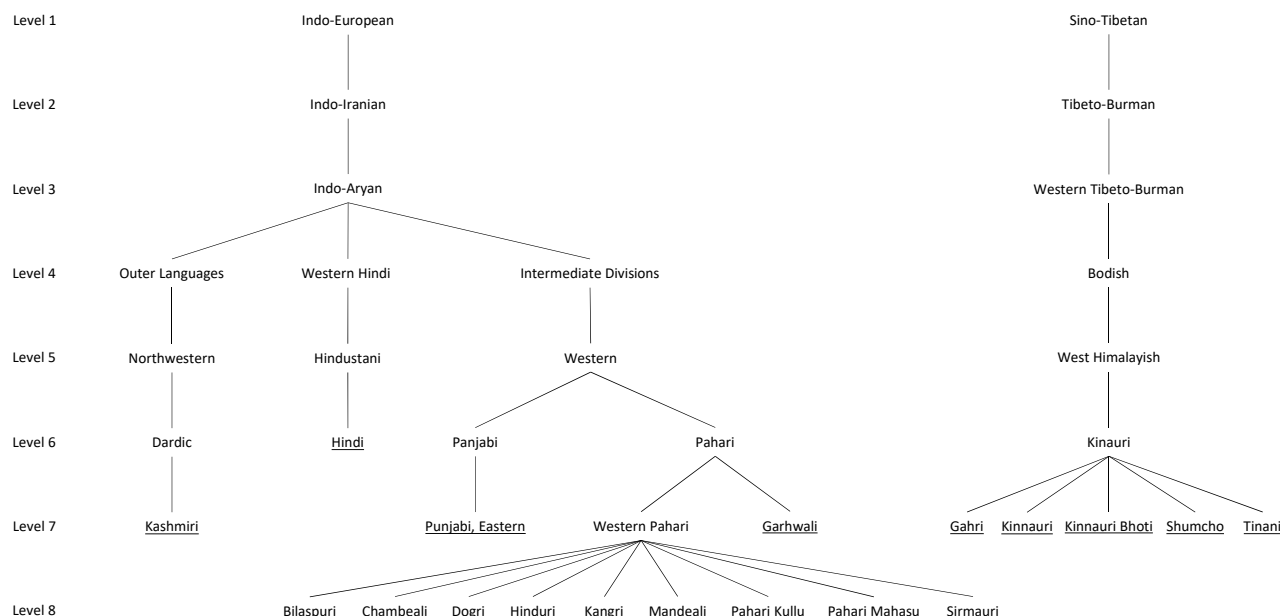 Level 1 Indo-European Sino-Tibetan
Level 2 Indo-Iranian Tibeto-Burman
Level 3 Indo-Aryan Western Tibeto-Burman
Level 4 Outer Languages Western Hindi Intermediate Divisions Bodish
Level 5 Northwestern Hindustani Western West Himalayish
Level 6 Dardic Hindi Panjabi Pahari Kinauri
Level 7 Kashmiri Punjabi, Eastern Western Pahari Garhwali Gahri Kinnauri Kinnauri Bhoti Shumcho Tinani
Level 8 Bilaspuri Chambeali Dogri Hinduri Kangri Mandeali Pahari Kullu Pahari Mahasu Sirmauri